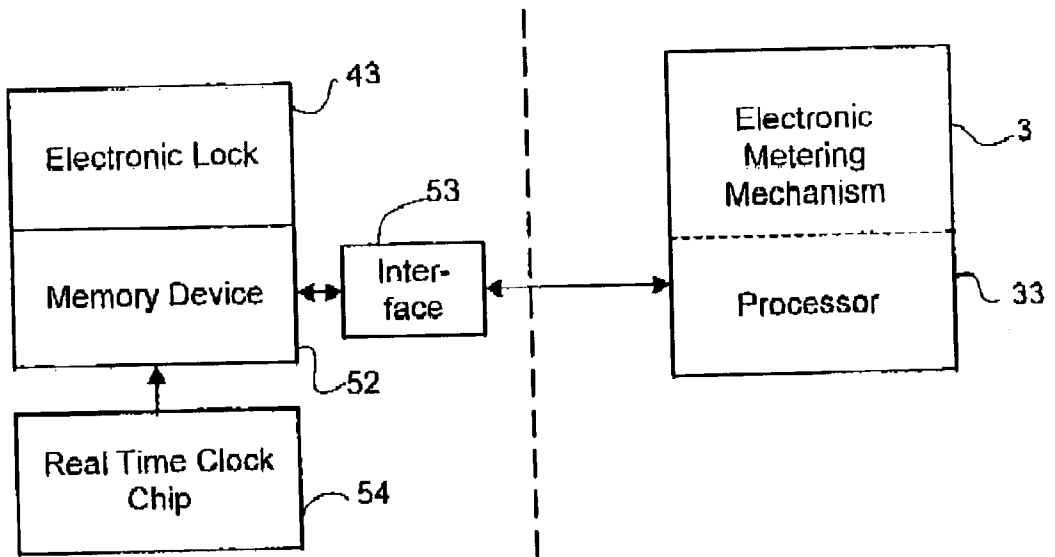 43
Electronic Lock
Memory Device
52
Real Time Clock
Chip
54
53
Inter-
face
Electronic
Metering
Mechanism
3
Processor
33